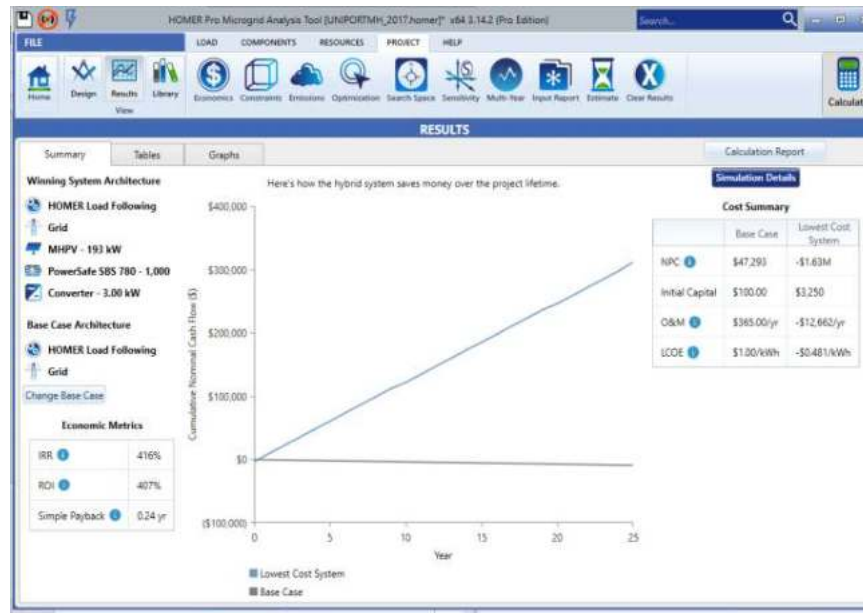 HOMER Pro Microgrid Analysis Tool [UNIPORTMH_2017.homer]* x64 3.14.2 (Pro Edition)
Search...
FILE
LOAD COMPONENTS RESOURCES PROJECT HELP
Home
Design Results Library
View
Economics Constraints Emissions Optimization Search Space Sensitivity Multi-Year Input Report Estimate Clear Results
Calculat
RESULTS
Summary Tables Graphs
Calculation Report
Simulation Details
Winning System Architecture
HOMER Load Following
Grid
MHPV - 193 kW
PowerSafe SBS 780 - 1,000
Converter - 3.00 kW
Base Case Architecture
HOMER Load Following
Grid
Change Base Case
Economic Metrics
IRR 416%
ROI 407%
Simple Payback 0.24 yr
Here's how the hybrid system saves money over the project lifetime.
Cumulative Nominal Cash Flow ($)
$400,000
$300,000
$200,000
$100,000
$0
($100,000)
0 5 10 15 20 25
Year
Lowest Cost System
Base Case
Cost Summary
Base Case Lowest Cost System
NPC $47,293 -$1.63M
Initial Capital $100.00 $3,250
O&M $365.00/yr -$12,662/yr
LCOE $1.00/kWh -$0.481/kWh